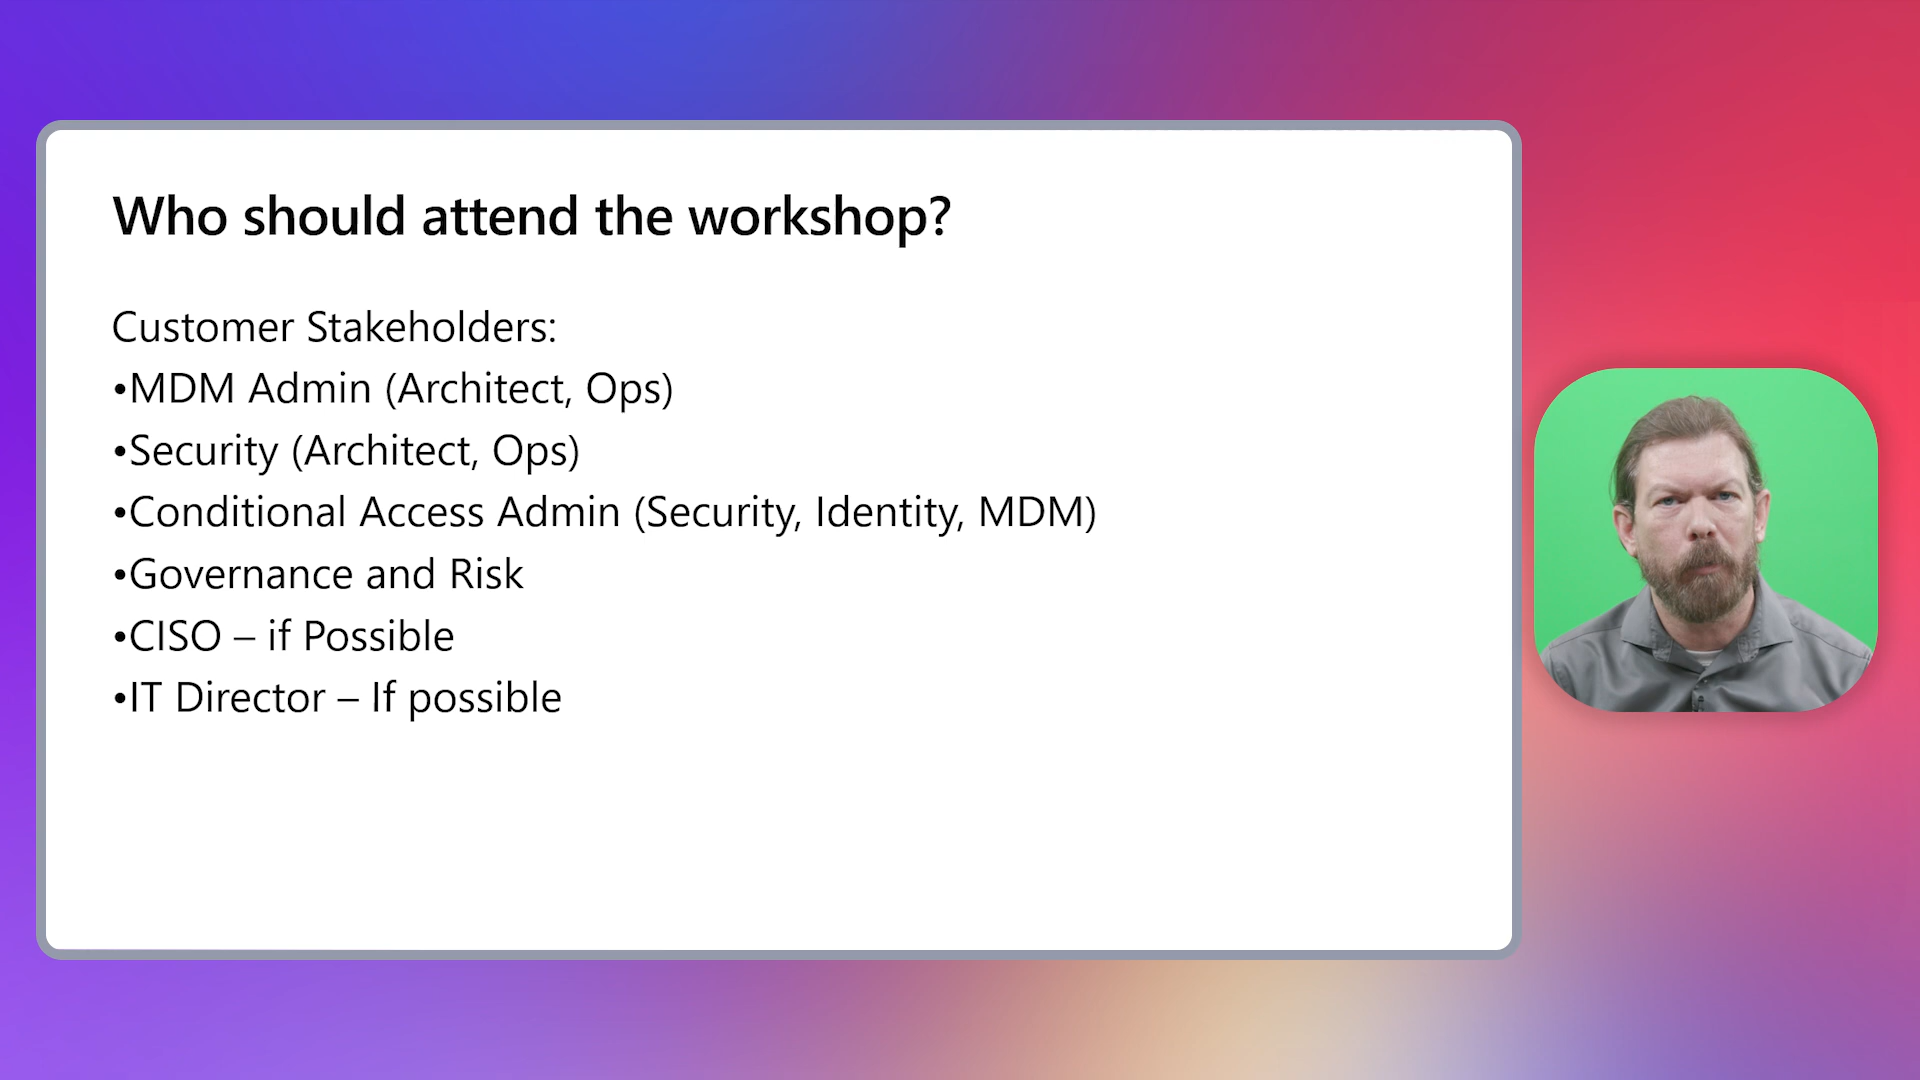 Who should attend the workshop?
Customer Stakeholders:
•MDM Admin (Architect, Ops)
•Security (Architect, Ops)
•Conditional Access Admin (Security, Identity, MDM)
•Governance and Risk
•CISO – if Possible
•IT Director – If possible